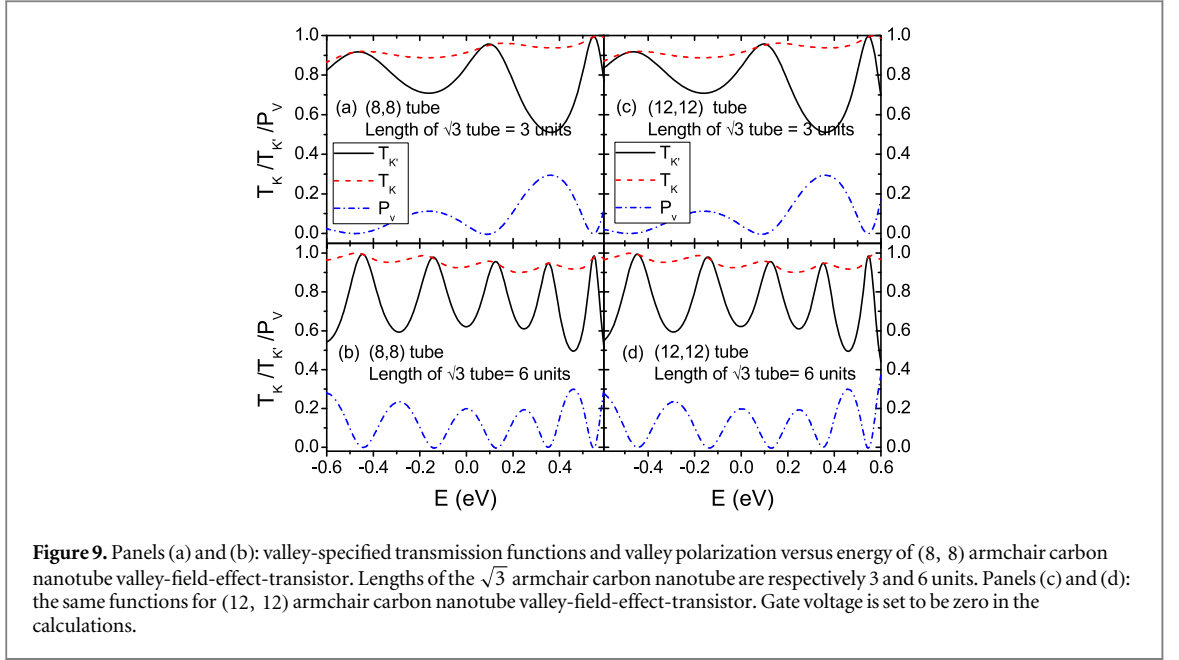 1.0
0.8
0.6
0.4
0.2
0.0
T_K /T_K' /P_V
(a) (8,8) tube
Length of √3 tube = 3 units
T_K'
T_K
P_v
(c) (12,12) tube
Length of √3 tube = 3 units
T_K'
T_K
P_v
1.0
0.8
0.6
0.4
0.2
0.0
1.0
0.8
0.6
0.4
0.2
0.0
T_K /T_K' /P_V
(b) (8,8) tube
Length of √3 tube= 6 units
(d) (12,12) tube
Length of √3 tube= 6 units
1.0
0.8
0.6
0.4
0.2
0.0
-0.6 -0.4 -0.2 0.0 0.2 0.4 -0.4 -0.2 0.0 0.2 0.4 0.6
E (eV) E (eV)
Figure 9. Panels (a) and (b): valley-specified transmission functions and valley polarization versus energy of (8, 8) armchair carbon
nanotube valley-field-effect-transistor. Lengths of the √3 armchair carbon nanotube are respectively 3 and 6 units. Panels (c) and (d):
the same functions for (12, 12) armchair carbon nanotube valley-field-effect-transistor. Gate voltage is set to be zero in the
calculations.